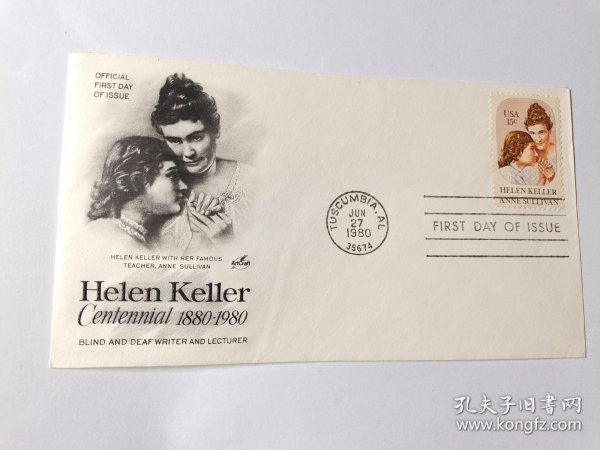 OFFICIAL
FIRST DAY
OF ISSUE
HELEN KELLER WITH HER FAMOUS
TEACHER, ANNE SULLIVAN
ArtCraft
Helen Keller
Centennial 1880-1980
BLIND AND DEAF WRITER AND LECTURER
TUSCUMBIA, AL
JUN
27
1980
35674
USA
15c
HELEN KELLER
ANNE SULLIVAN
FIRST DAY OF ISSUE
孔夫子旧书网
www.kongfz.com